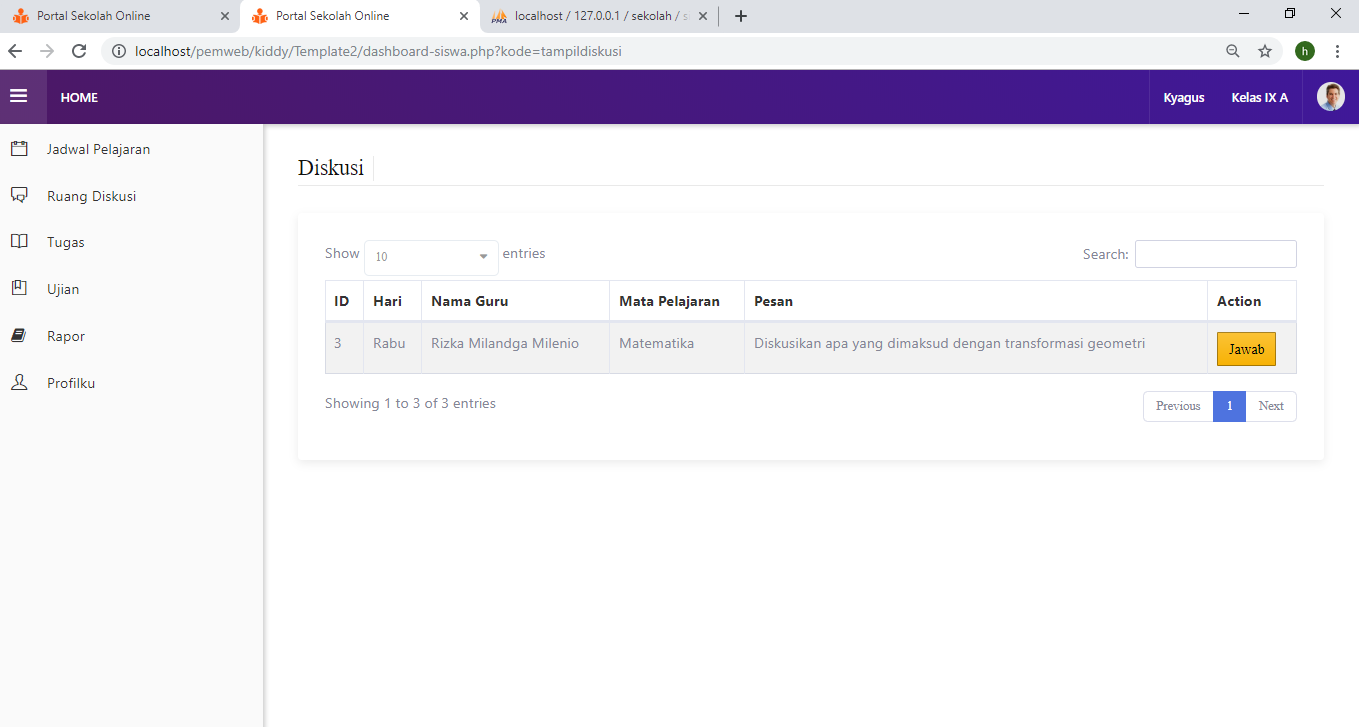 Portal Sekolah Online
Portal Sekolah Online
localhost / 127.0.0.1 / sekolah /
localhost/pemweb/kiddy/Template2/dashboard-siswa.php?kode=tampildiskusi
h
HOME
Kyagus
Kelas IX A
Jadwal Pelajaran
Ruang Diskusi
Tugas
Ujian
Rapor
Profilku
Diskusi
Show 10 entries
Search:
ID Hari Nama Guru Mata Pelajaran Pesan Action
3 Rabu Rizka Milandga Milenio Matematika Diskusikan apa yang dimaksud dengan transformasi geometri Jawab
Showing 1 to 3 of 3 entries
Previous 1 Next